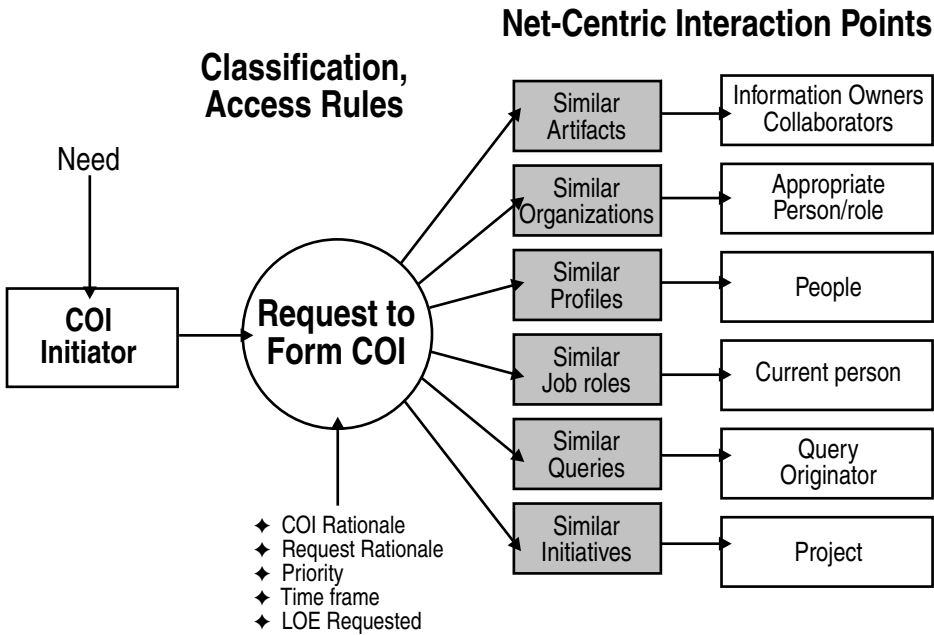 Net-Centric Interaction Points
Classification,
Access Rules
Need
COI
Initiator
Request to
Form COI
✦ COI Rationale
✦ Request Rationale
✦ Priority
✦ Time frame
✦ LOE Requested
Similar
Artifacts
Information Owners
Collaborators
Similar
Organizations
Appropriate
Person/role
Similar
Profiles
People
Similar
Job roles
Current person
Similar
Queries
Query
Originator
Similar
Initiatives
Project